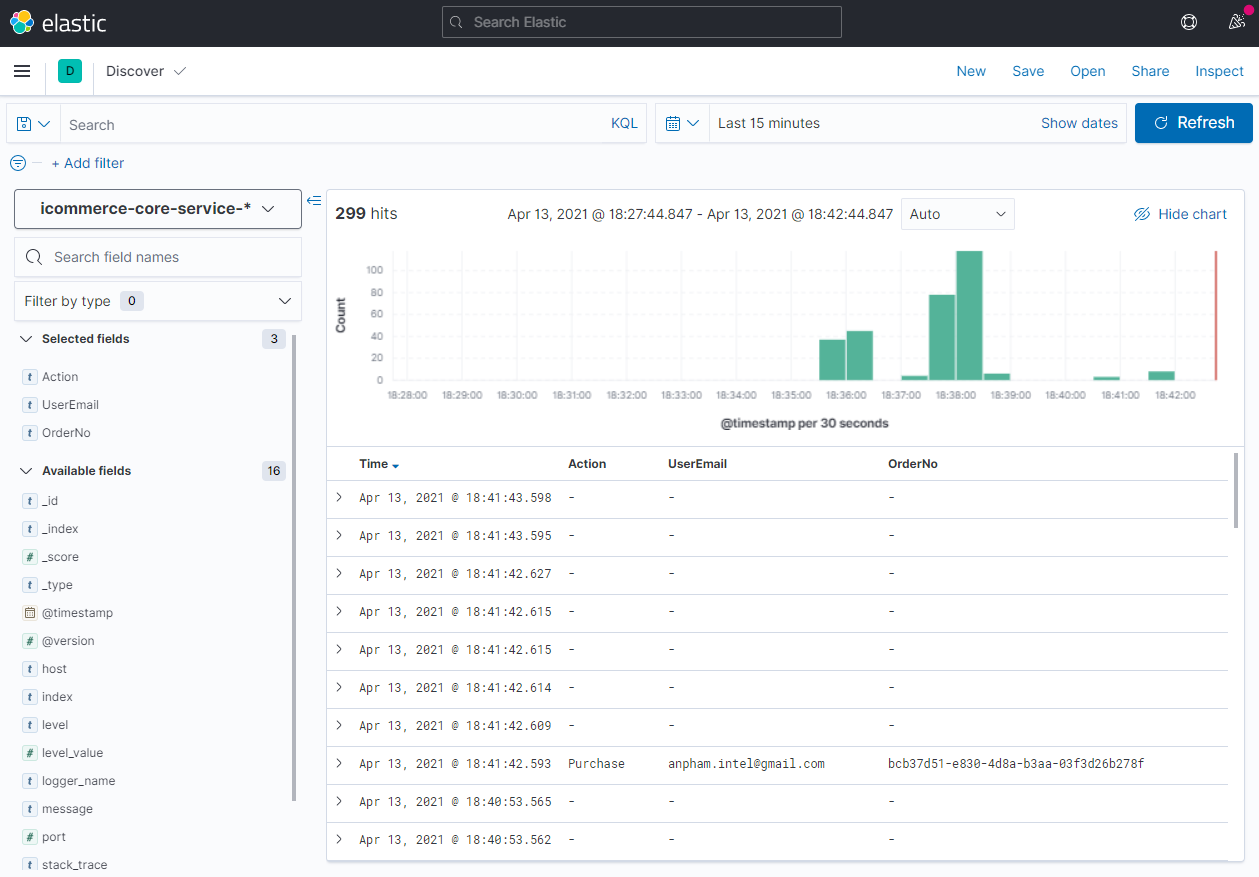 elastic
Search Elastic
D
Discover
New
Save
Open
Share
Inspect
Search
KQL
Last 15 minutes
Show dates
Refresh
+ Add filter
icommerce-core-service-*
Search field names
Filter by type 0
Selected fields 3
t Action
t UserEmail
t OrderNo
Available fields 16
t _id
t _index
# _score
t _type
@timestamp
# @version
t host
t index
t level
# level_value
t logger_name
t message
# port
t stack_trace
299 hits
Apr 13, 2021 @ 18:27:44.847 - Apr 13, 2021 @ 18:42:44.847
Auto
Hide chart
Count
100
80
60
40
20
0
18:28:00 18:29:00 18:30:00 18:31:00 18:32:00 18:33:00 18:34:00 18:35:00 18:36:00 18:37:00 18:38:00 18:39:00 18:40:00 18:41:00 18:42:00
@timestamp per 30 seconds
Time Action UserEmail OrderNo
Apr 13, 2021 @ 18:41:43.598 - - -
Apr 13, 2021 @ 18:41:43.595 - - -
Apr 13, 2021 @ 18:41:42.627 - - -
Apr 13, 2021 @ 18:41:42.615 - - -
Apr 13, 2021 @ 18:41:42.615 - - -
Apr 13, 2021 @ 18:41:42.614 - - -
Apr 13, 2021 @ 18:41:42.609 - - -
Apr 13, 2021 @ 18:41:42.593 Purchase anpham.intel@gmail.com bcb37d51-e830-4d8a-b3aa-03f3d26b278f
Apr 13, 2021 @ 18:40:53.565 - - -
Apr 13, 2021 @ 18:40:53.562 - - -